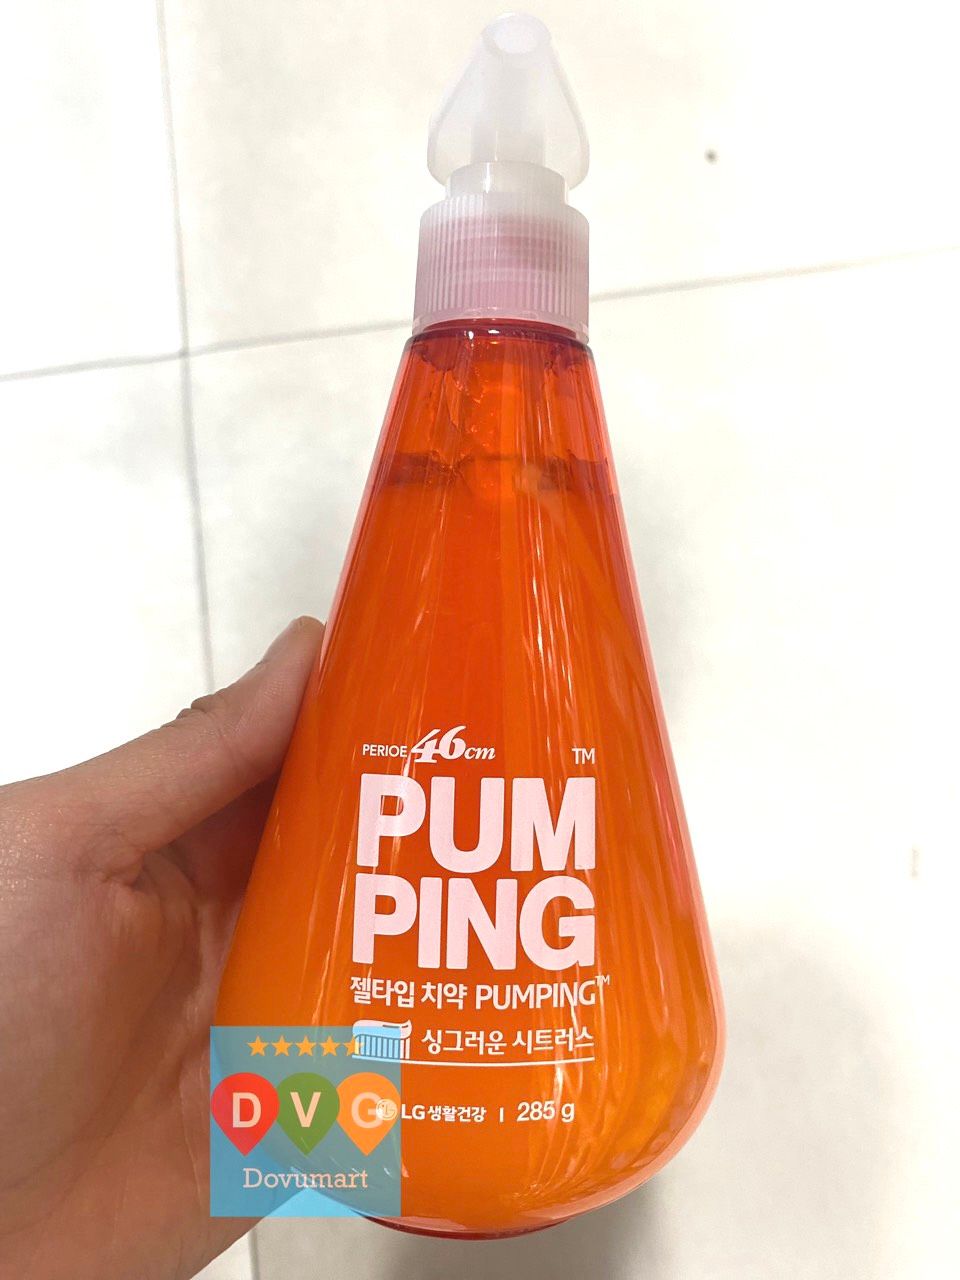 PERIOE 46cm
TM
PUM
PING
젤타입 치약 PUMPING™
싱그러운 시트러스
LG생활건강 | 285 g
D V G
Dovumart